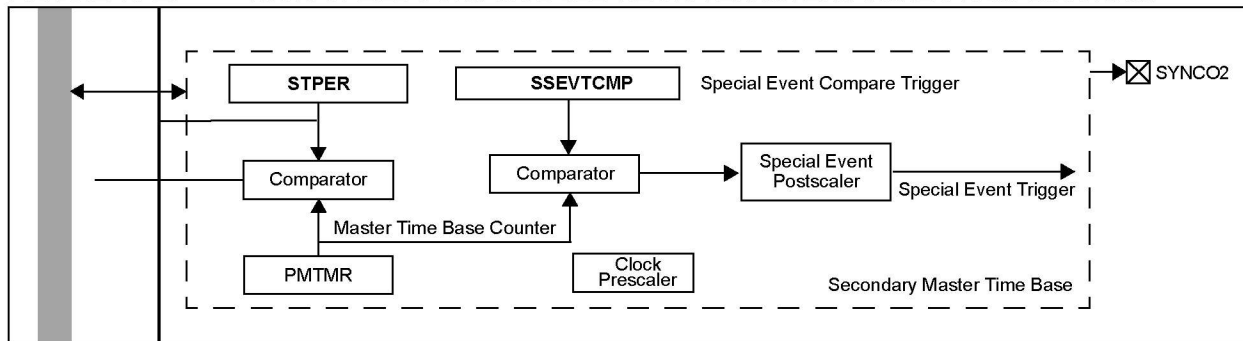 STPER
SSEVTCMP
Special Event Compare Trigger
SYNCO2
Comparator
Comparator
Special Event
Postscaler
Special Event Trigger
Master Time Base Counter
PMTMR
Clock
Prescaler
Secondary Master Time Base